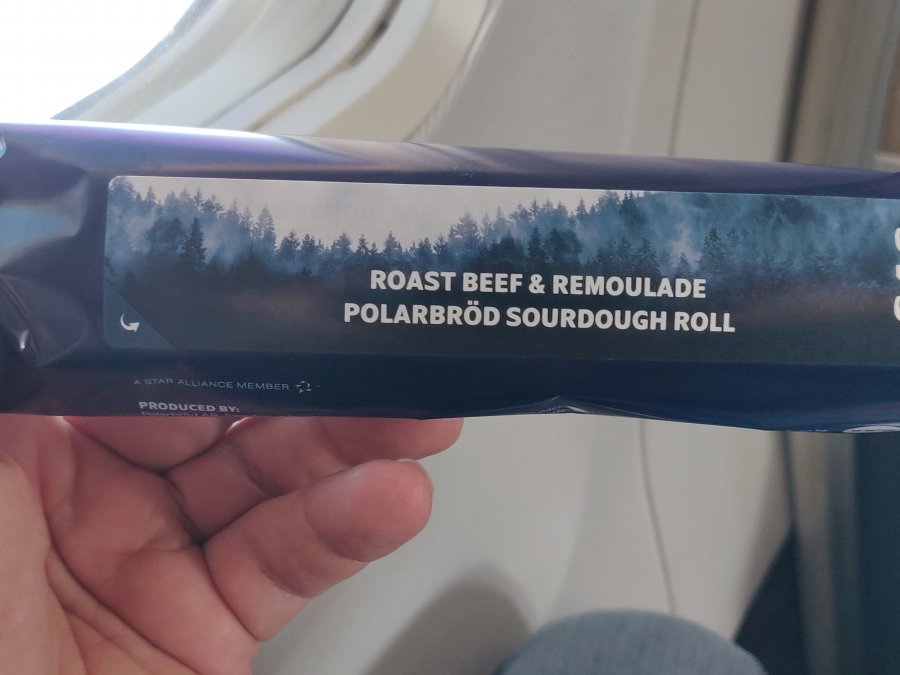 ROAST BEEF & REMOULADE
POLARBRÖD SOURDOUGH ROLL
A STAR ALLIANCE MEMBER
PRODUCED BY: